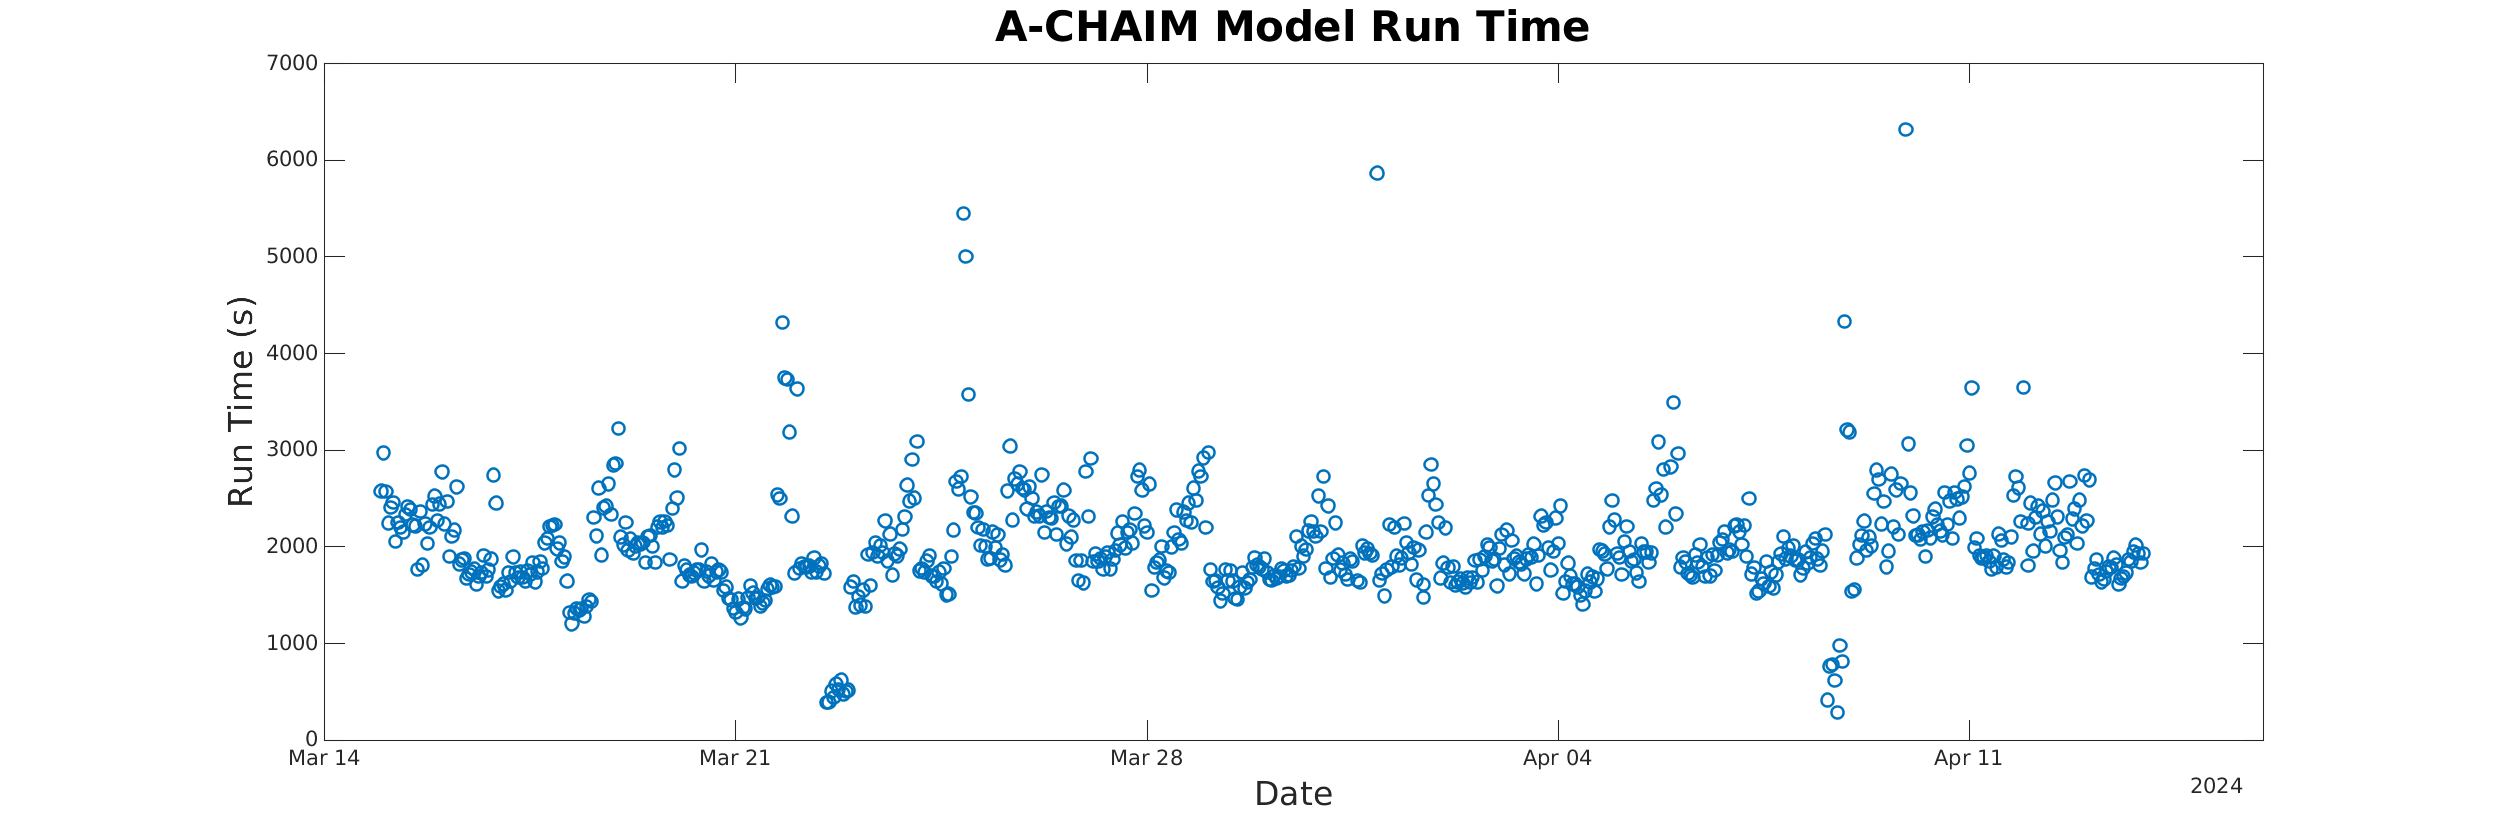 A-CHAIM Model Run Time
7000
6000
5000
4000
3000
2000
1000
0
Run Time (s)
Mar 14 Mar 21 Mar 28 Apr 04 Apr 11
2024
Date